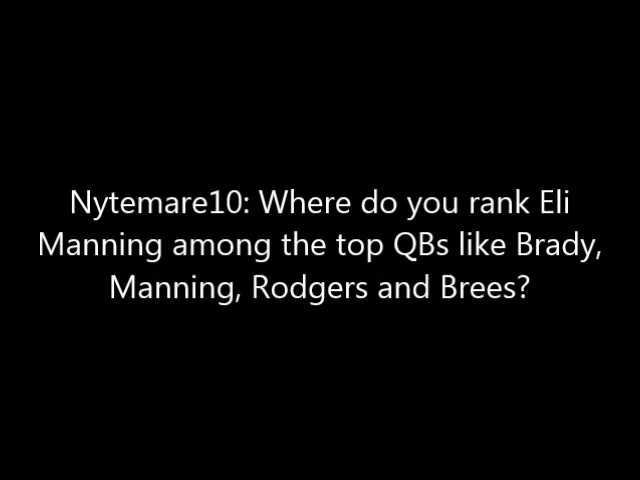 Nytemare10: Where do you rank Eli
Manning among the top QBs like Brady,
Manning, Rodgers and Brees?